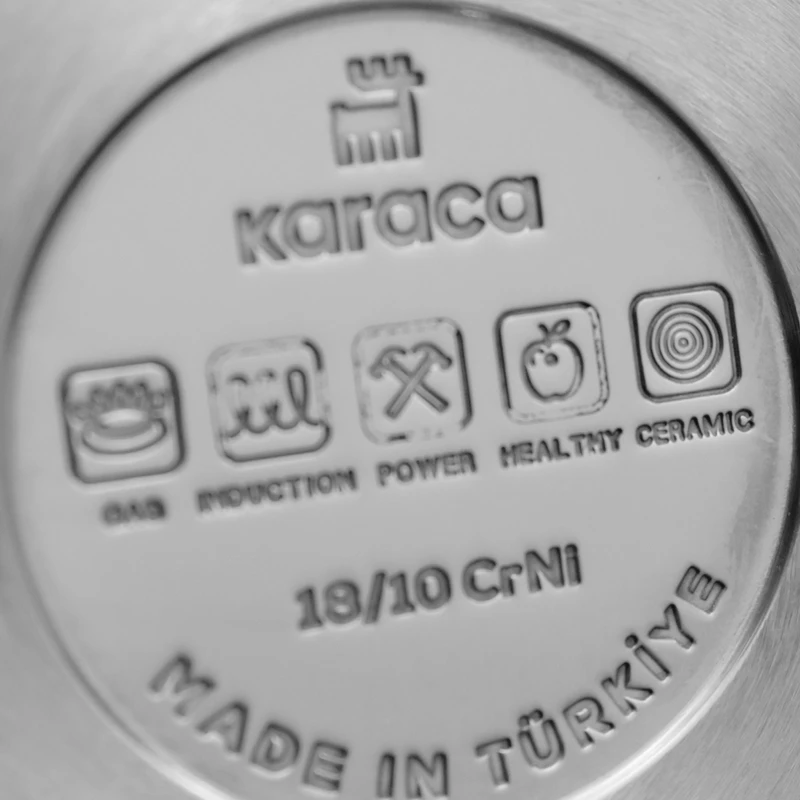 karaca
GAS INDUCTION POWER HEALTHY CERAMIC
18/10 CrNi
MADE IN TÜRKİYE